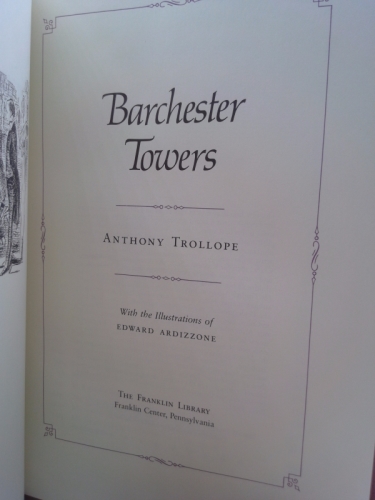 Barchester
Towers
ANTHONY TROLLOPE
With the Illustrations of
EDWARD ARDIZZONE
THE FRANKLIN LIBRARY
Franklin Center, Pennsylvania